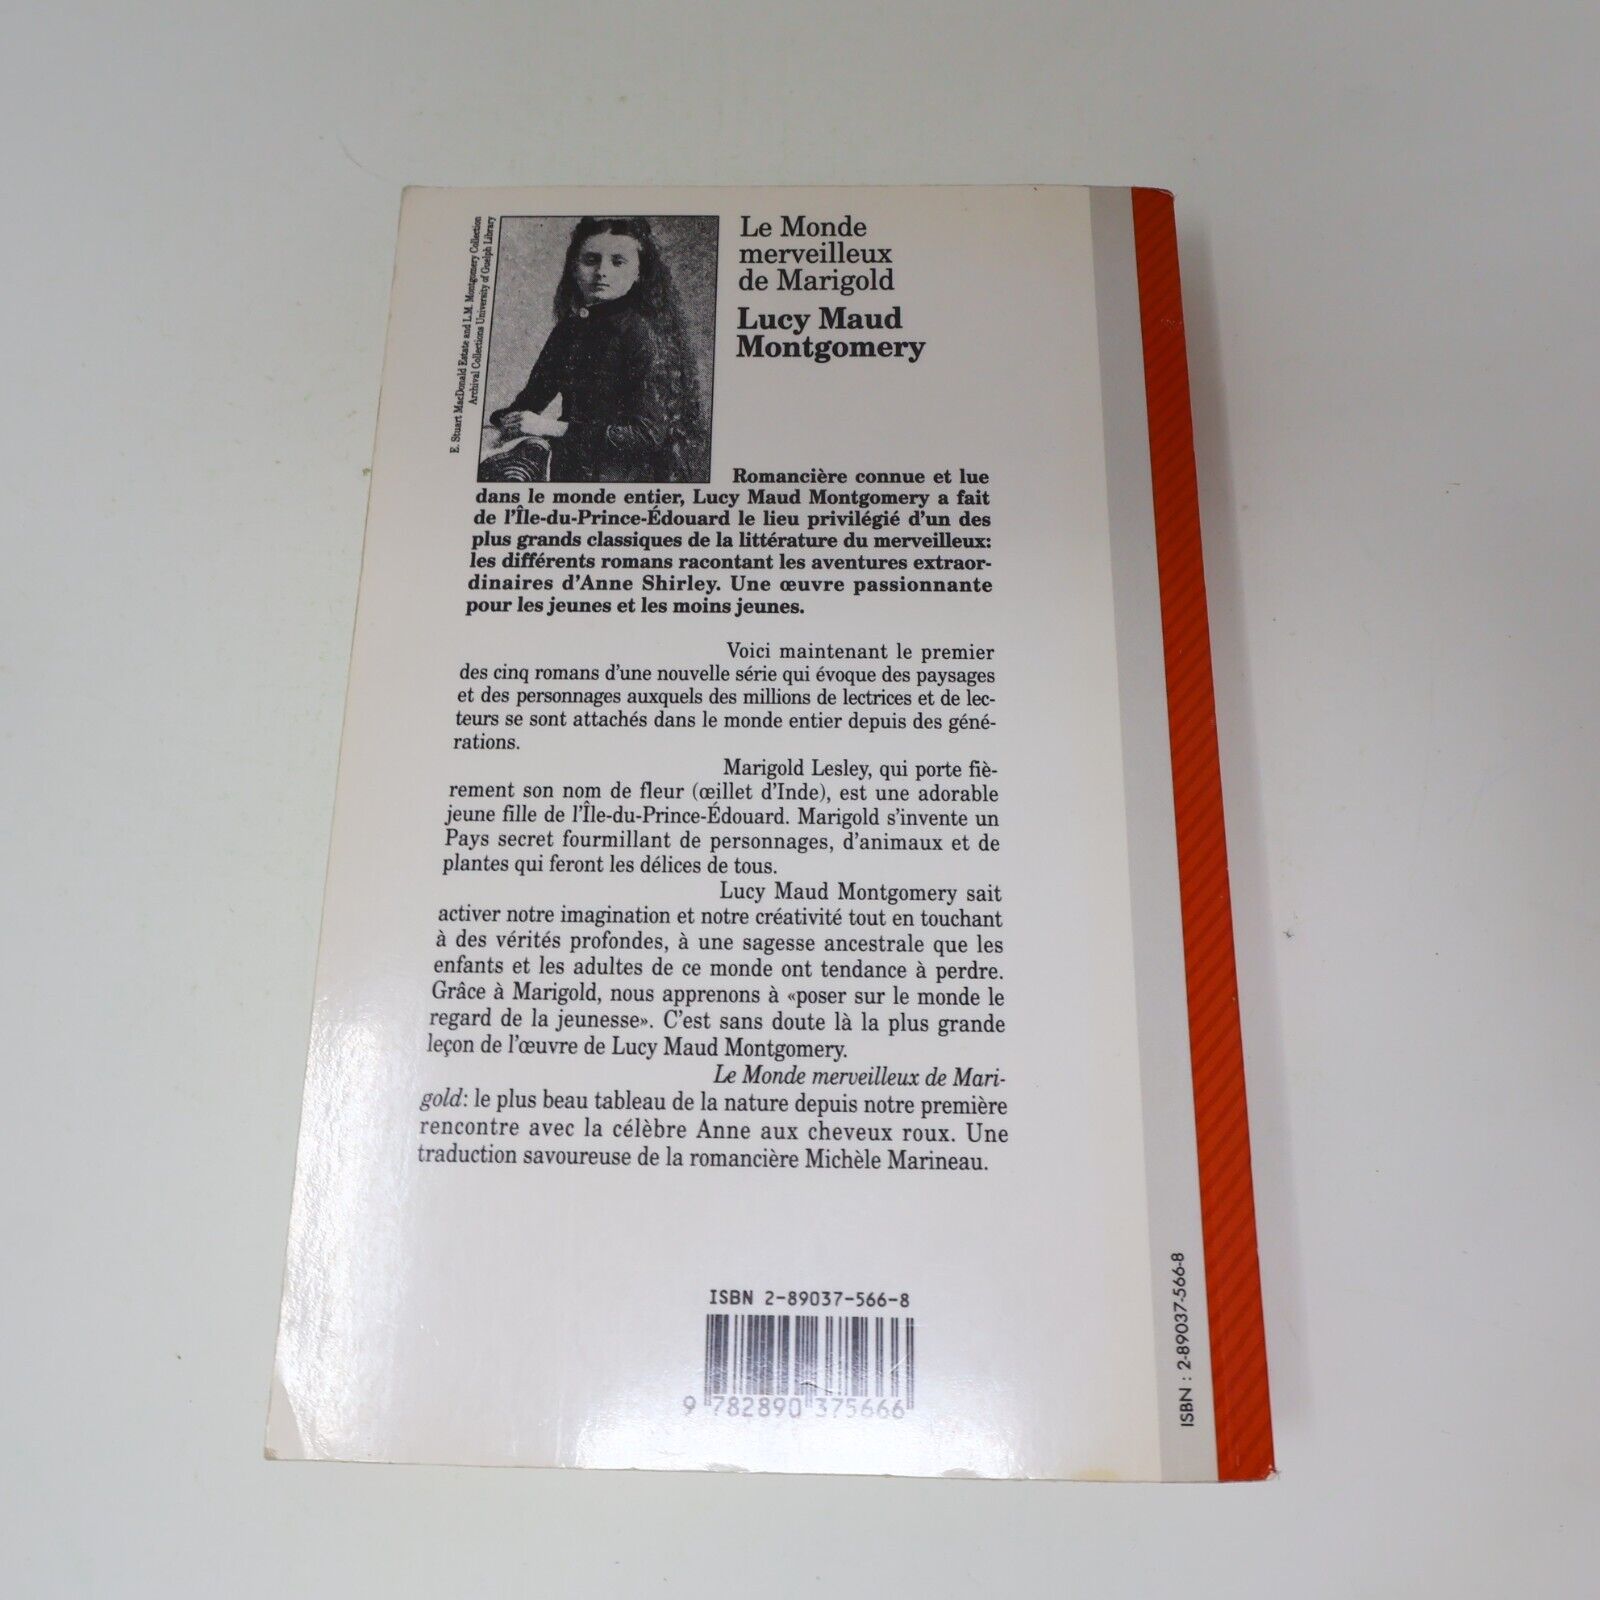 E. Stuart MacDonald Estate and L.M. Montgomery Collection
Archival Collections University of Guelph Library
Le Monde
merveilleux
de Marigold
Lucy Maud
Montgomery
Romancière connue et lue
dans le monde entier, Lucy Maud Montgomery a fait
de l'Île-du-Prince-Édouard le lieu privilégié d'un des
plus grands classiques de la littérature du merveilleux:
les différents romans racontant les aventures extraor-
dinaires d'Anne Shirley. Une œuvre passionnante
pour les jeunes et les moins jeunes.
Voici maintenant le premier
des cinq romans d'une nouvelle série qui évoque des paysages
et des personnages auxquels des millions de lectrices et de lec-
teurs se sont attachés dans le monde entier depuis des géné-
rations.
Marigold Lesley, qui porte fiè-
rement son nom de fleur (œillet d'Inde), est une adorable
jeune fille de l'Île-du-Prince-Édouard. Marigold s'invente un
Pays secret fourmillant de personnages, d'animaux et de
plantes qui feront les délices de tous.
Lucy Maud Montgomery sait
activer notre imagination et notre créativité tout en touchant
à des vérités profondes, à une sagesse ancestrale que les
enfants et les adultes de ce monde ont tendance à perdre.
Grâce à Marigold, nous apprenons à «poser sur le monde le
regard de la jeunesse». C'est sans doute là la plus grande
leçon de l'œuvre de Lucy Maud Montgomery.
Le Monde merveilleux de Mari-
gold: le plus beau tableau de la nature depuis notre première
rencontre avec la célèbre Anne aux cheveux roux. Une
traduction savoureuse de la romancière Michèle Marineau.
ISBN 2-89037-566-8
9 782890 375666
ISBN : 2-89037-566-8